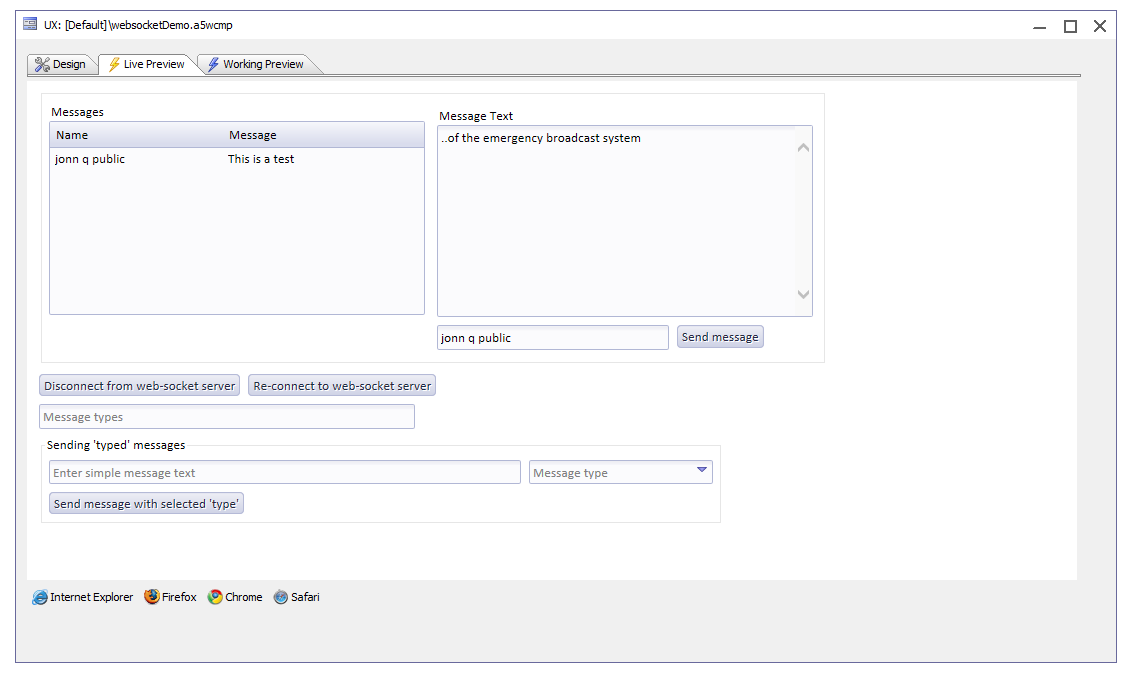 UX: [Default]\websocketDemo.a5wcmp
Design Live Preview Working Preview
Messages
Name Message
jonn q public This is a test
Message Text
..of the emergency broadcast system
jonn q public Send message
Disconnect from web-socket server Re-connect to web-socket server
Message types
Sending 'typed' messages
Enter simple message text Message type
Send message with selected 'type'
Internet Explorer Firefox Chrome Safari